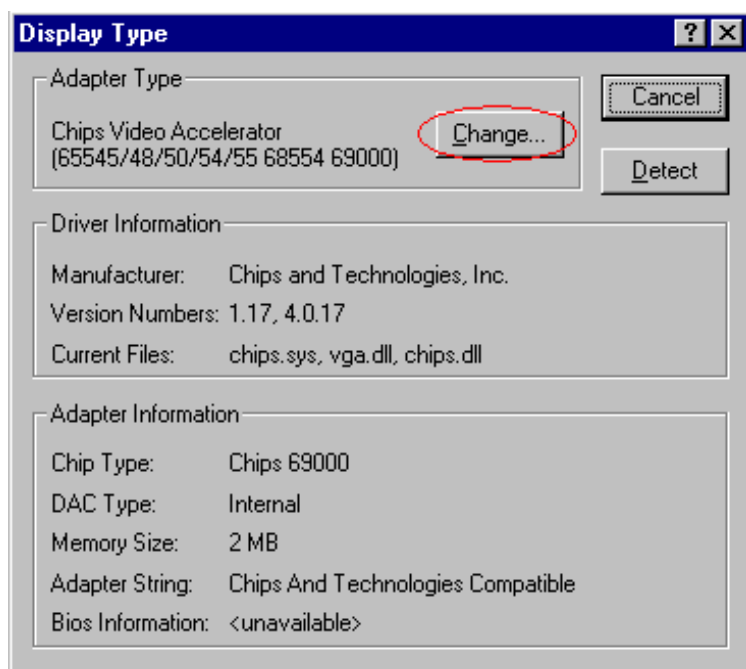 Display Type
Adapter Type
Chips Video Accelerator
(65545/48/50/54/55 68554 69000)
Change...
Cancel
Detect
Driver Information
Manufacturer: Chips and Technologies, Inc.
Version Numbers: 1.17, 4.0.17
Current Files: chips.sys, vga.dll, chips.dll
Adapter Information
Chip Type: Chips 69000
DAC Type: Internal
Memory Size: 2 MB
Adapter String: Chips And Technologies Compatible
Bios Information: <unavailable>